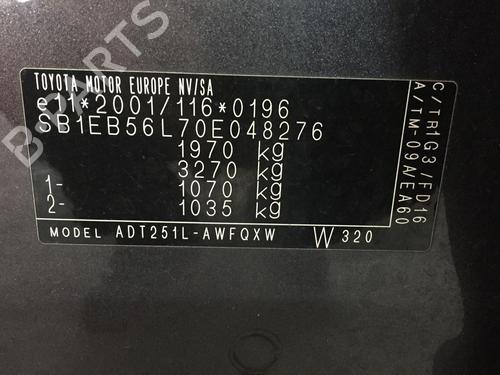 TOYOTA MOTOR EUROPE NV/SA
e11*2001/116*0196
SB1EB56L70E048276
1970 kg
3270 kg
1- 1070 kg
2- 1035 kg
MODEL ADT251L-AWFQXW W 320
C/TR1G3/FD16
A/TM-09A/EA60
B-PARTS